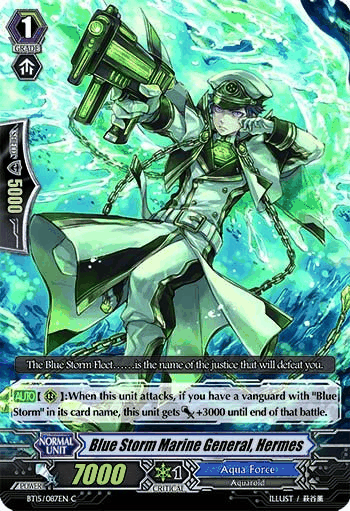 1
GRADE
SHIELD
5000
The Blue Storm Fleet……is the name of the justice that will defeat you.
AUTO [ ]:When this unit attacks, if you have a vanguard with "Blue
Storm" in its card name, this unit gets +3000 until end of that battle.
NORMAL
UNIT
Blue Storm Marine General, Hermes
POWER
7000
1
CRITICAL
Aqua Force
Aquaroid
BT15/087EN C
ILLUST / 萩谷薫